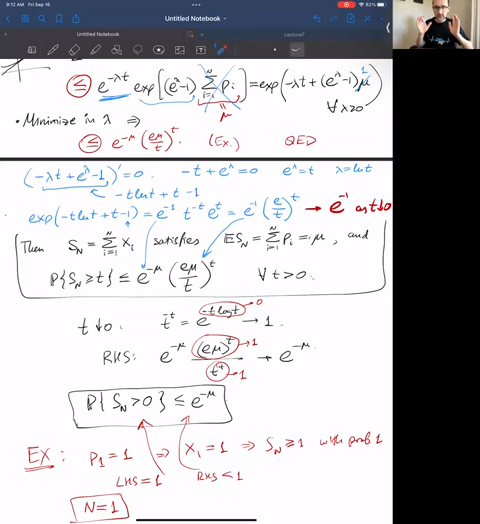 9:12 AM Fri Sep 16
82%
Untitled Notebook
Untitled Notebook
Lecture7
≤ e^{-λt} exp[(e^λ-1) Σ_{i=1}^N p_i] = exp(-λt + (e^λ-1)μ) 1
μ
∀ λ≥0
• Minimize in λ ⇒
≤ e^{-μ} (eμ/t)^t (Ex.) QED
(-λt + e^λ - 1)' = 0 -t + e^λ = 0 e^λ = t λ = ln t
-t ln t + t - 1
exp(-t ln t + t - 1) = e^{-1} t^{-t} e^t = e^{-1} (e/t)^t → e^{-1} as t↓0
Then S_N = Σ_{i=1}^N X_i satisfies E S_N = Σ_{i=1}^N p_i =: μ, and
P{S_N ≥ t} ≤ e^{-μ} (eμ/t)^t ∀ t > 0.
t↓0. t^t = e^{-t log t} → 0 → 1.
RHS: e^{-μ} (eμ)^t → 1 / t^t → 1 → e^{-μ}.
P{S_N > 0} ≤ e^{-μ}
EX: p_1 = 1 ⇒ X_1 = 1 ⇒ S_N ≥ 1 with prob 1
LHS = 1 RHS < 1
N = 1